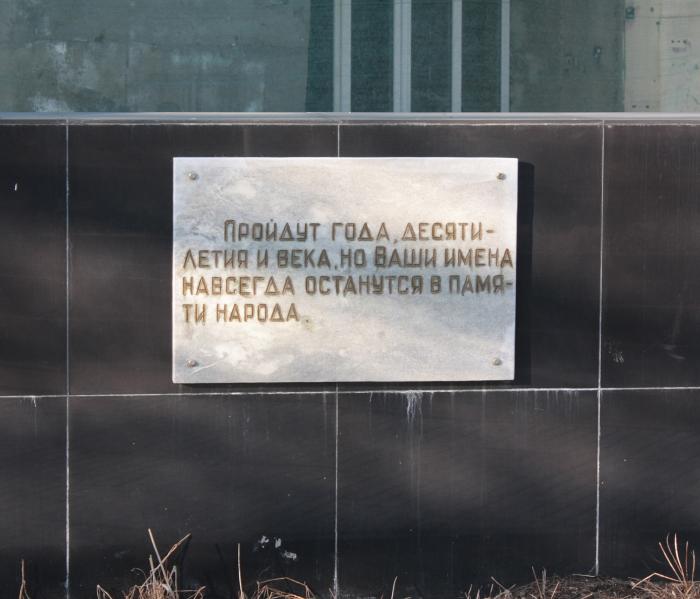 Пройдут года, десяти-
летия и века, но Ваши имена
навсегда останутся в памя-
ти народа.